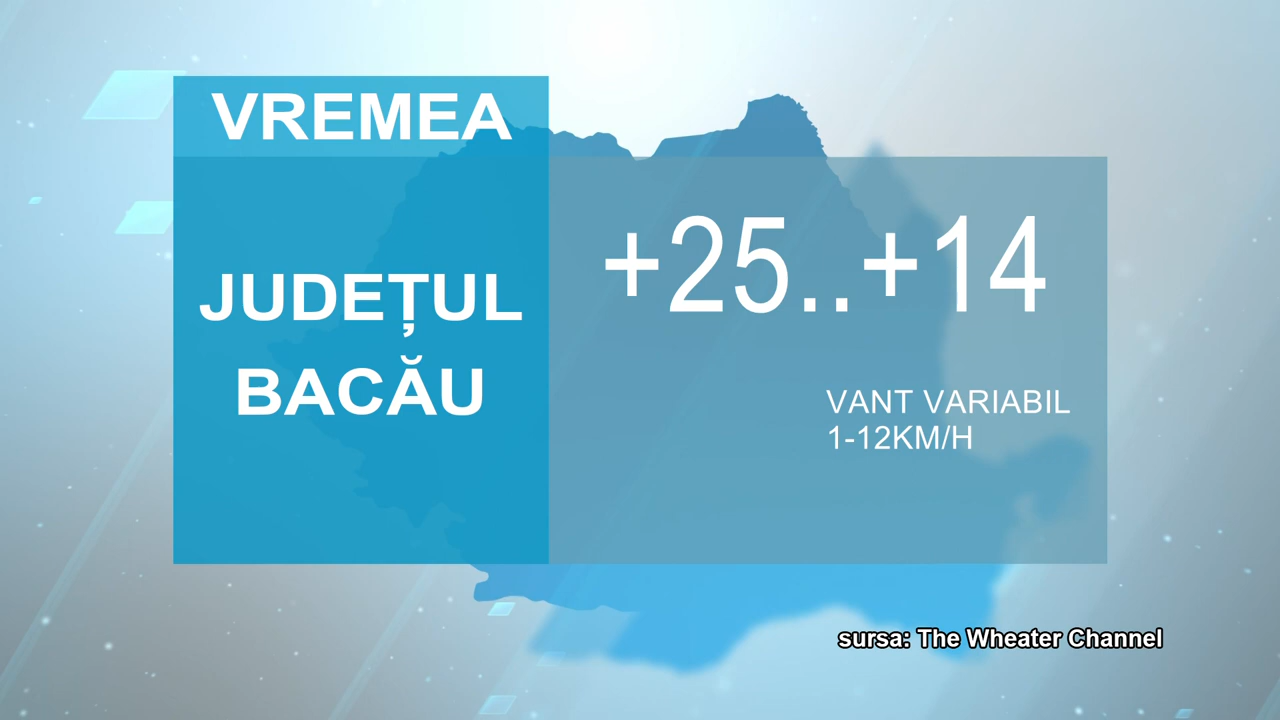 VREMEA
JUDEȚUL
BACĂU
+25..+14
VANT VARIABIL
1-12KM/H
sursa: The Wheater Channel